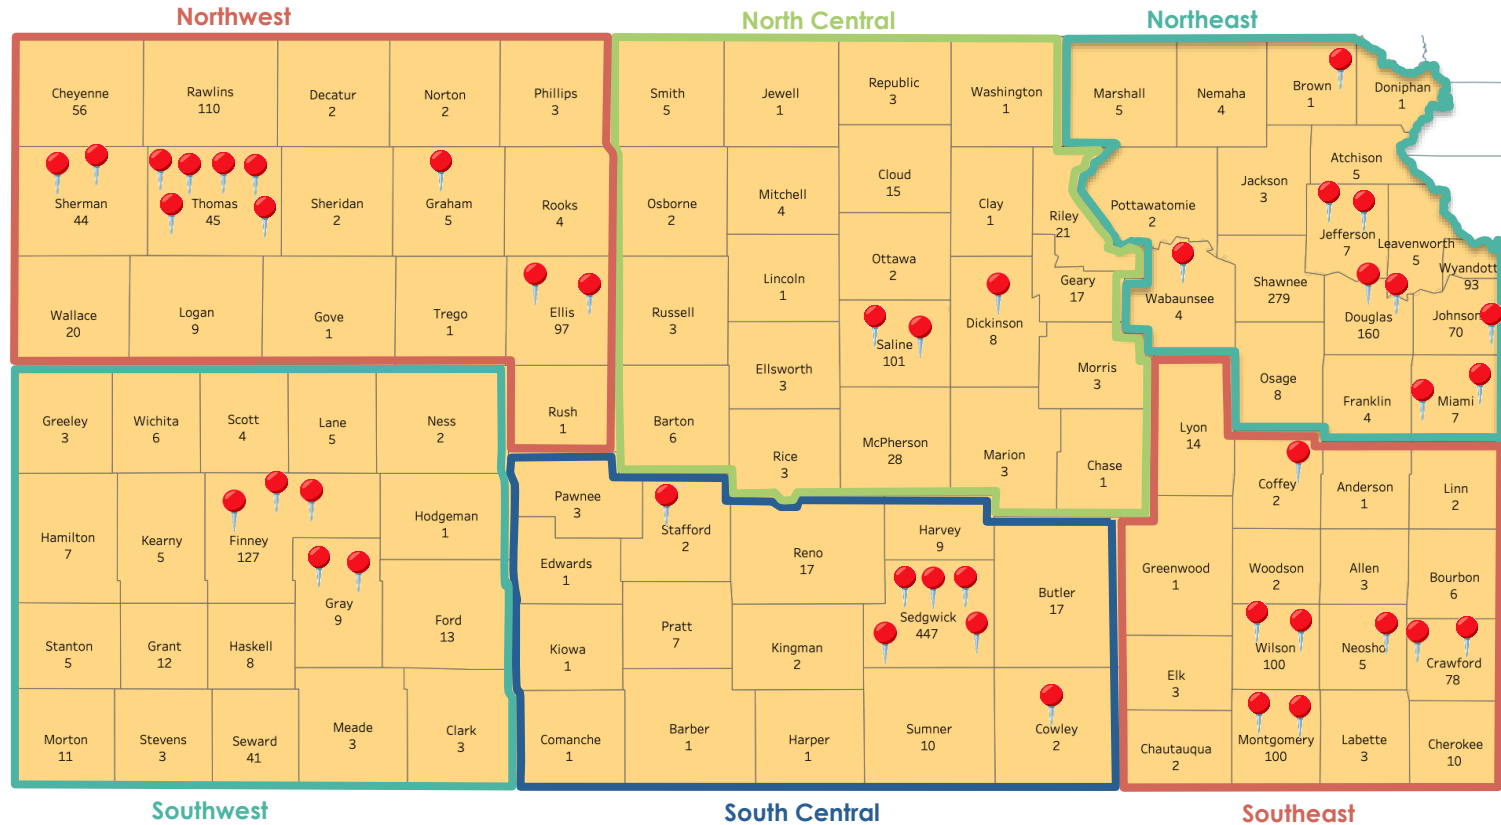 Northwest
North Central
Northeast
Cheyenne
56
Rawlins
110
Decatur
2
Norton
2
Phillips
3
Sherman
44
Thomas
45
Sheridan
2
Graham
5
Rooks
4
Wallace
20
Logan
9
Gove
1
Trego
1
Ellis
97
Rush
1
Smith
5
Jewell
1
Republic
3
Washington
1
Osborne
2
Mitchell
4
Cloud
15
Clay
1
Riley
21
Ottawa
2
Lincoln
1
Geary
17
Russell
3
Saline
101
Dickinson
8
Ellsworth
3
Morris
3
Barton
6
Rice
3
McPherson
28
Marion
3
Chase
1
Marshall
5
Nemaha
4
Brown
1
Doniphan
1
Atchison
5
Jackson
3
Pottawatomie
2
Jefferson
7
Leavenworth
5
Wyandott
93
Wabaunsee
4
Shawnee
279
Douglas
160
Johnson
70
Osage
8
Franklin
4
Miami
7
Greeley
3
Wichita
6
Scott
4
Lane
5
Ness
2
Hamilton
7
Kearny
5
Finney
127
Hodgeman
1
Gray
9
Ford
13
Stanton
5
Grant
12
Haskell
8
Morton
11
Stevens
3
Seward
41
Meade
3
Clark
3
Pawnee
3
Stafford
2
Edwards
1
Reno
17
Harvey
9
Sedgwick
447
Butler
17
Kiowa
1
Pratt
7
Kingman
2
Comanche
1
Barber
1
Harper
1
Sumner
10
Cowley
2
Lyon
14
Coffey
2
Anderson
1
Linn
2
Greenwood
1
Woodson
2
Allen
3
Bourbon
6
Wilson
100
Neosho
5
Crawford
78
Elk
3
Chautauqua
2
Montgomery
100
Labette
3
Cherokee
10
Southwest
South Central
Southeast